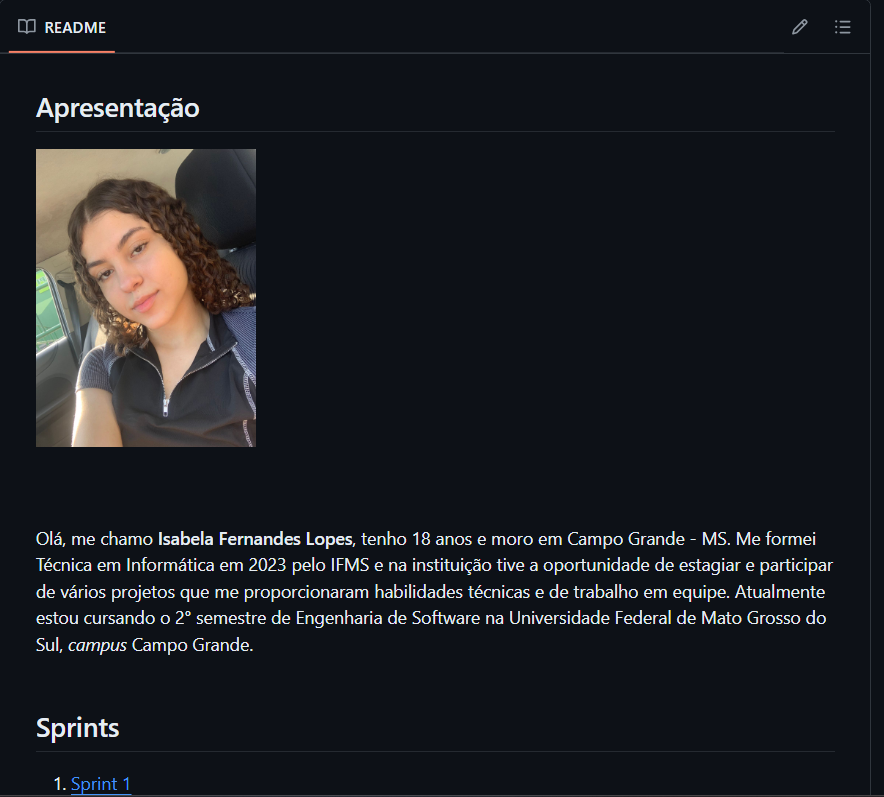 README
Apresentação
Olá, me chamo Isabela Fernandes Lopes, tenho 18 anos e moro em Campo Grande - MS. Me formei
Técnica em Informática em 2023 pelo IFMS e na instituição tive a oportunidade de estagiar e participar
de vários projetos que me proporcionaram habilidades técnicas e de trabalho em equipe. Atualmente
estou cursando o 2° semestre de Engenharia de Software na Universidade Federal de Mato Grosso do
Sul, campus Campo Grande.
Sprints
1. Sprint 1